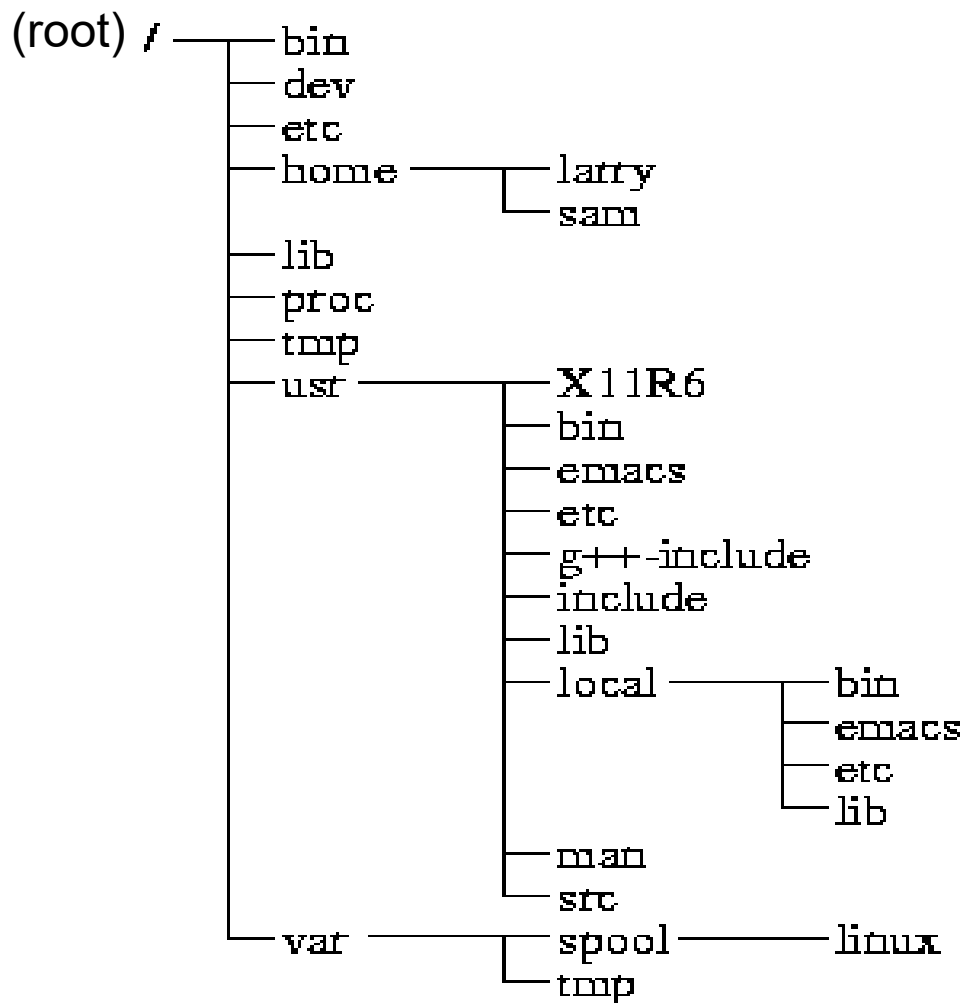 (root) / bin
dev
etc
home larry
sam
lib
proc
tmp
usr X11R6
bin
emacs
etc
g++-include
include
lib
local bin
emacs
etc
lib
man
src
var spool linux
tmp